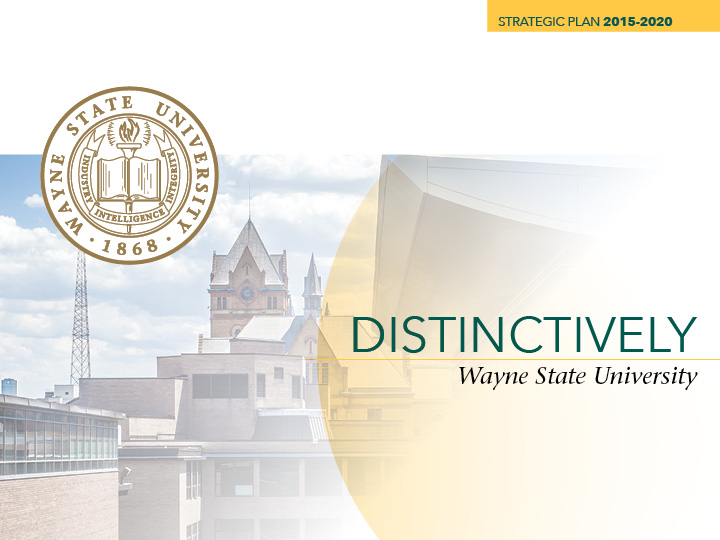 STRATEGIC PLAN 2015-2020
WAYNE STATE UNIVERSITY
INDUSTRY
INTELLIGENCE
INTEGRITY
· 1868 ·
DISTINCTIVELY
Wayne State University